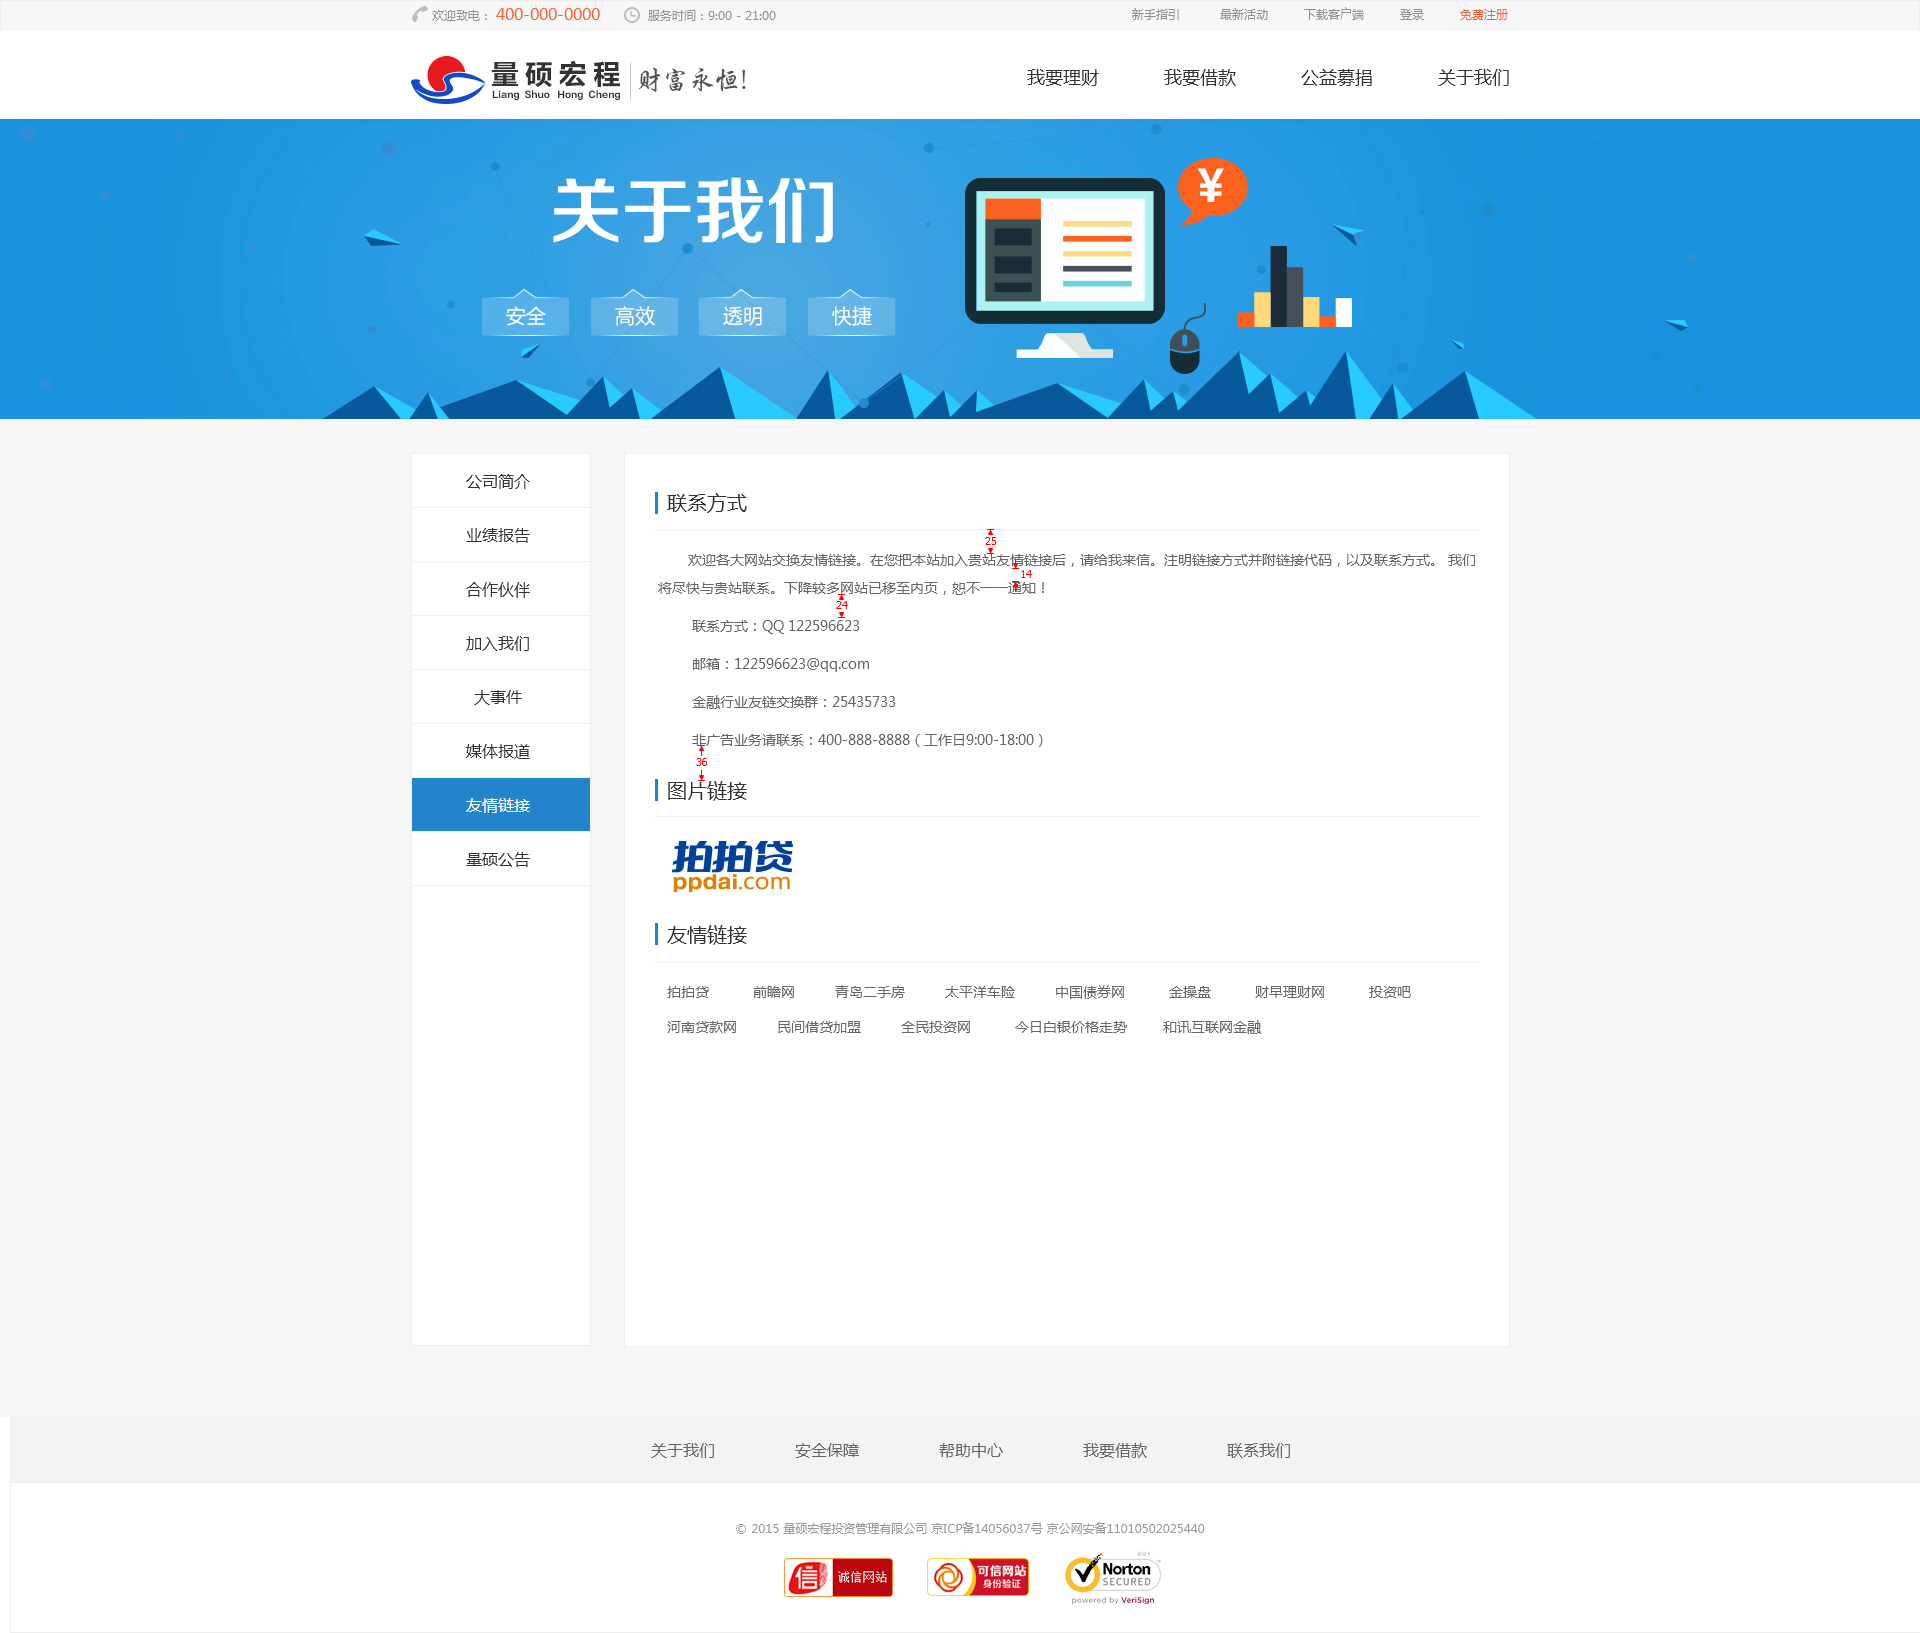 欢迎致电： 400-000-0000 服务时间：9:00 - 21:00 新手指引 最新活动 下载客户端 登录 免费注册
量硕宏程 财富永恒!
Liang Shuo Hong Cheng
我要理财 我要借款 公益募捐 关于我们
关于我们
¥
安全 高效 透明 快捷
公司简介
业绩报告
合作伙伴
加入我们
大事件
媒体报道
友情链接
量硕公告
联系方式
25
欢迎各大网站交换友情链接。在您把本站加入贵站友情链接后，请给我来信。注明链接方式并附链接代码，以及联系方式。 我们
14
将尽快与贵站联系。下降较多网站已移至内页，恕不一一通知！
24
联系方式：QQ 122596623
邮箱：122596623@qq.com
金融行业友链交换群：25435733
非广告业务请联系：400-888-8888（工作日9:00-18:00）
36
图片链接
拍拍贷
ppdai.com
友情链接
拍拍贷 前瞻网 青岛二手房 太平洋车险 中国债券网 金操盘 财早理财网 投资吧
河南贷款网 民间借贷加盟 全民投资网 今日白银价格走势 和讯互联网金融
关于我们 安全保障 帮助中心 我要借款 联系我们
© 2015 量硕宏程投资管理有限公司 京ICP备14056037号 京公网安备11010502025440
信 诚信网站
可信网站
身份验证
Norton
SECURED
powered by VeriSign